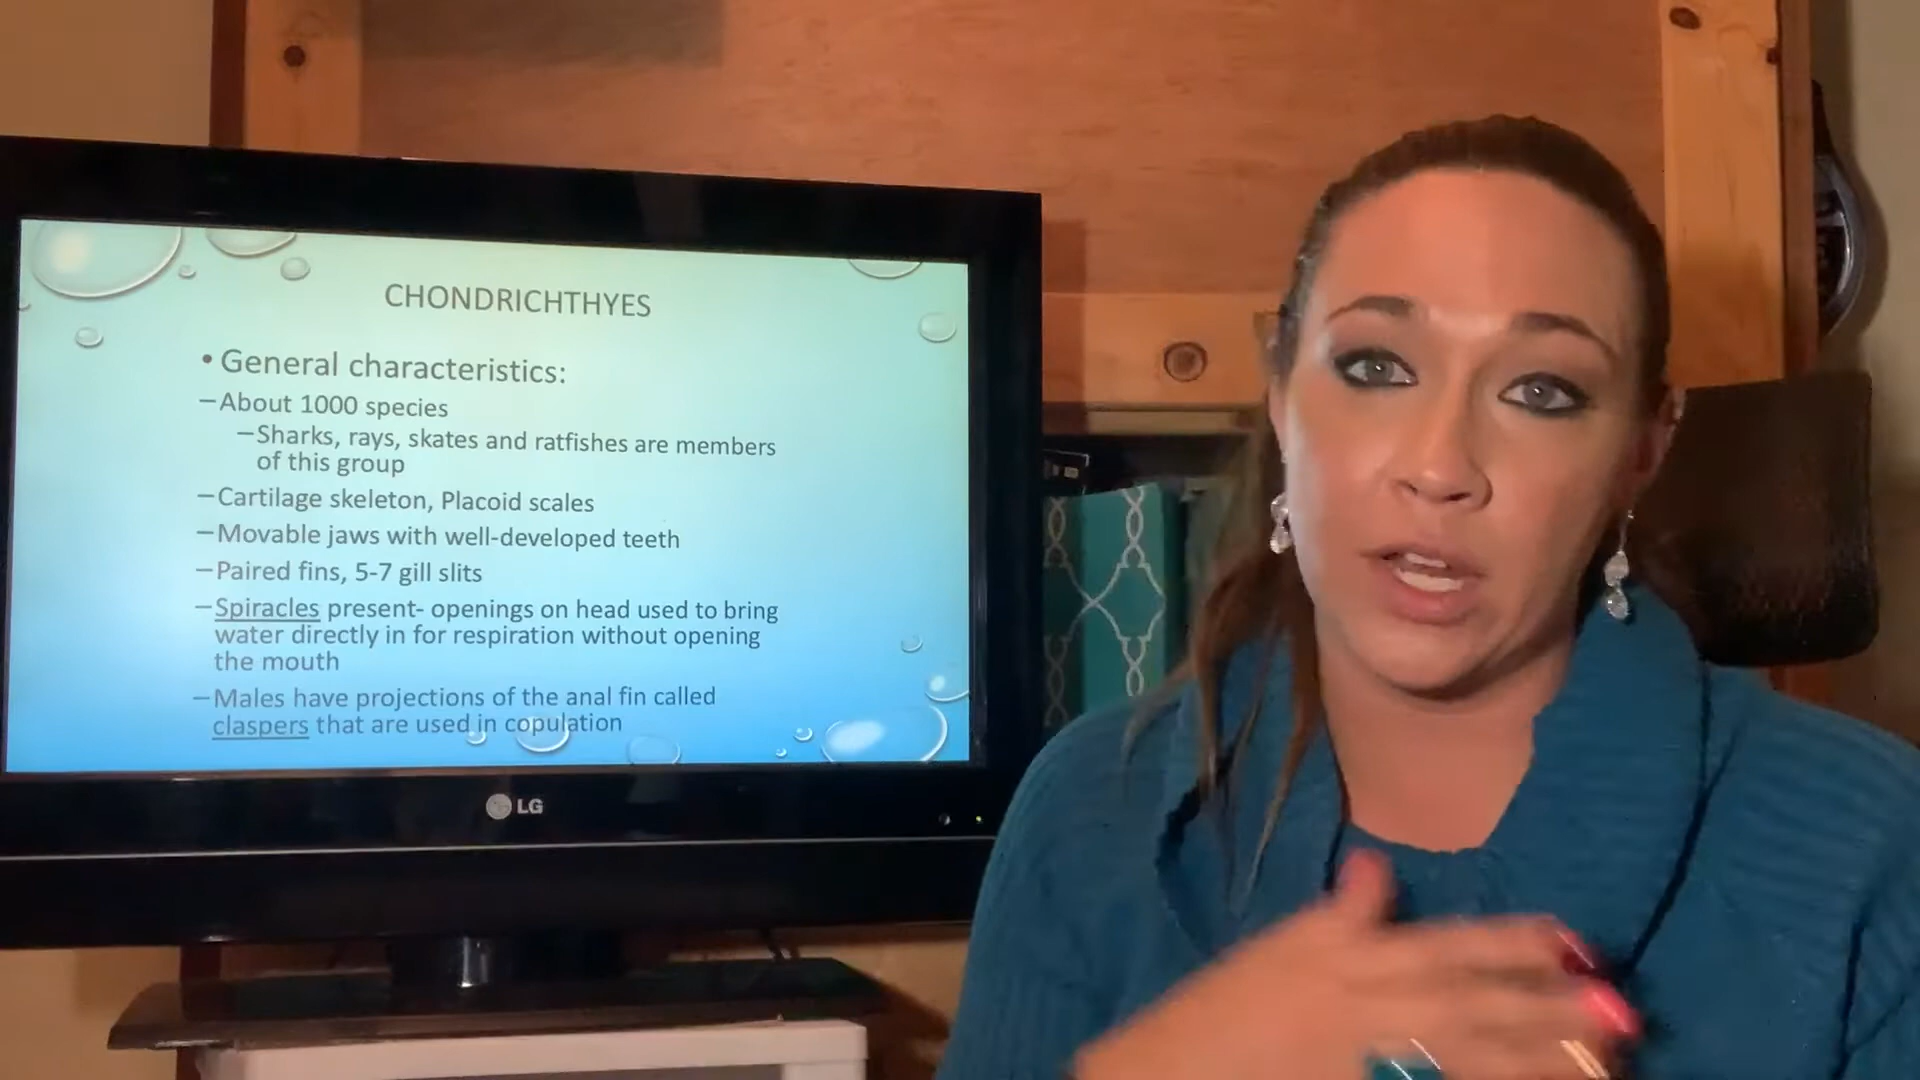 CHONDRICHTHYES
• General characteristics:
–About 1000 species
–Sharks, rays, skates and ratfishes are members
of this group
–Cartilage skeleton, Placoid scales
–Movable jaws with well-developed teeth
–Paired fins, 5-7 gill slits
–Spiracles present- openings on head used to bring
water directly in for respiration without opening
the mouth
–Males have projections of the anal fin called
claspers that are used in copulation
LG